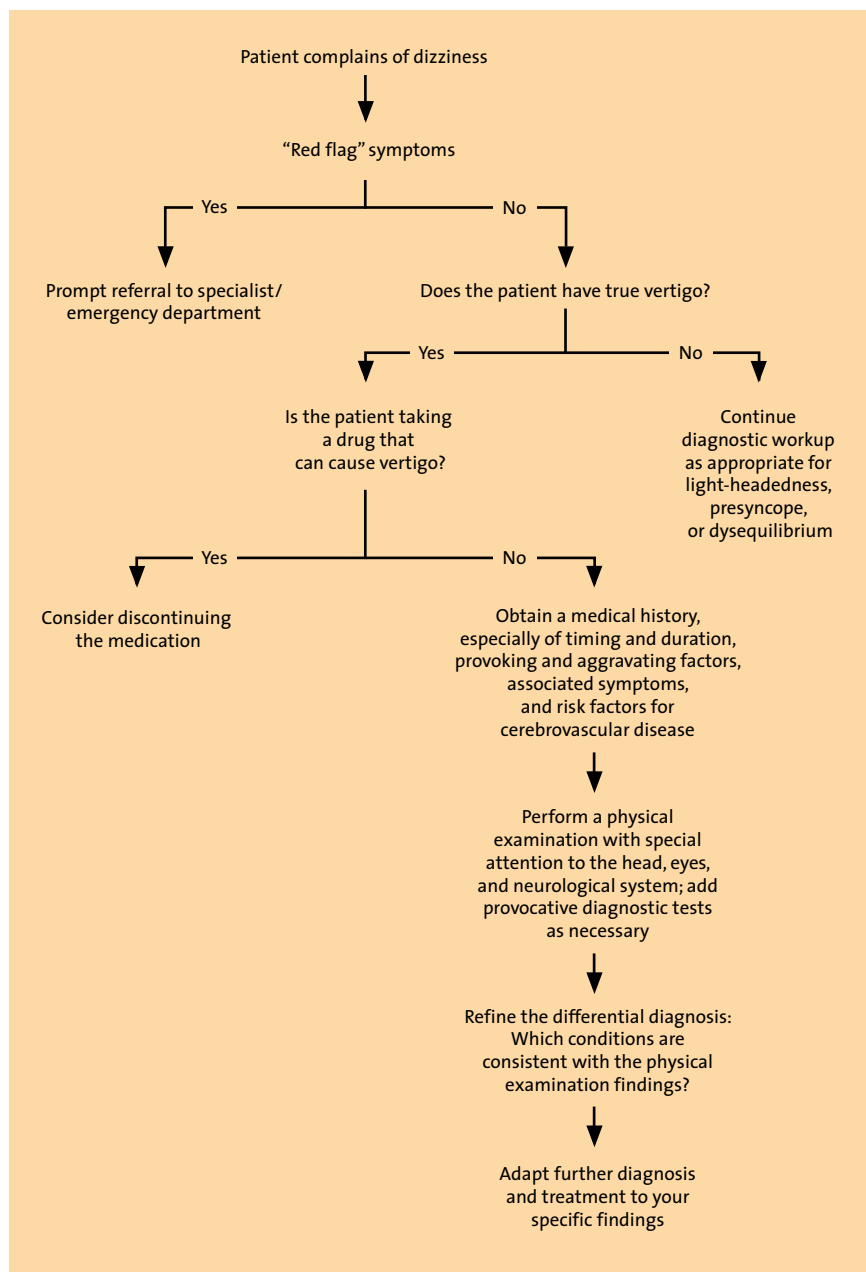 Patient complains of dizziness
“Red flag” symptoms
Yes
No
Prompt referral to specialist/
emergency department
Does the patient have true vertigo?
Yes
No
Is the patient taking
a drug that
can cause vertigo?
Continue
diagnostic workup
as appropriate for
light-headedness,
presyncope,
or dysequilibrium
Yes
No
Consider discontinuing
the medication
Obtain a medical history,
especially of timing and duration,
provoking and aggravating factors,
associated symptoms,
and risk factors for
cerebrovascular disease
Perform a physical
examination with special
attention to the head, eyes,
and neurological system; add
provocative diagnostic tests
as necessary
Refine the differential diagnosis:
Which conditions are
consistent with the physical
examination findings?
Adapt further diagnosis
and treatment to your
specific findings